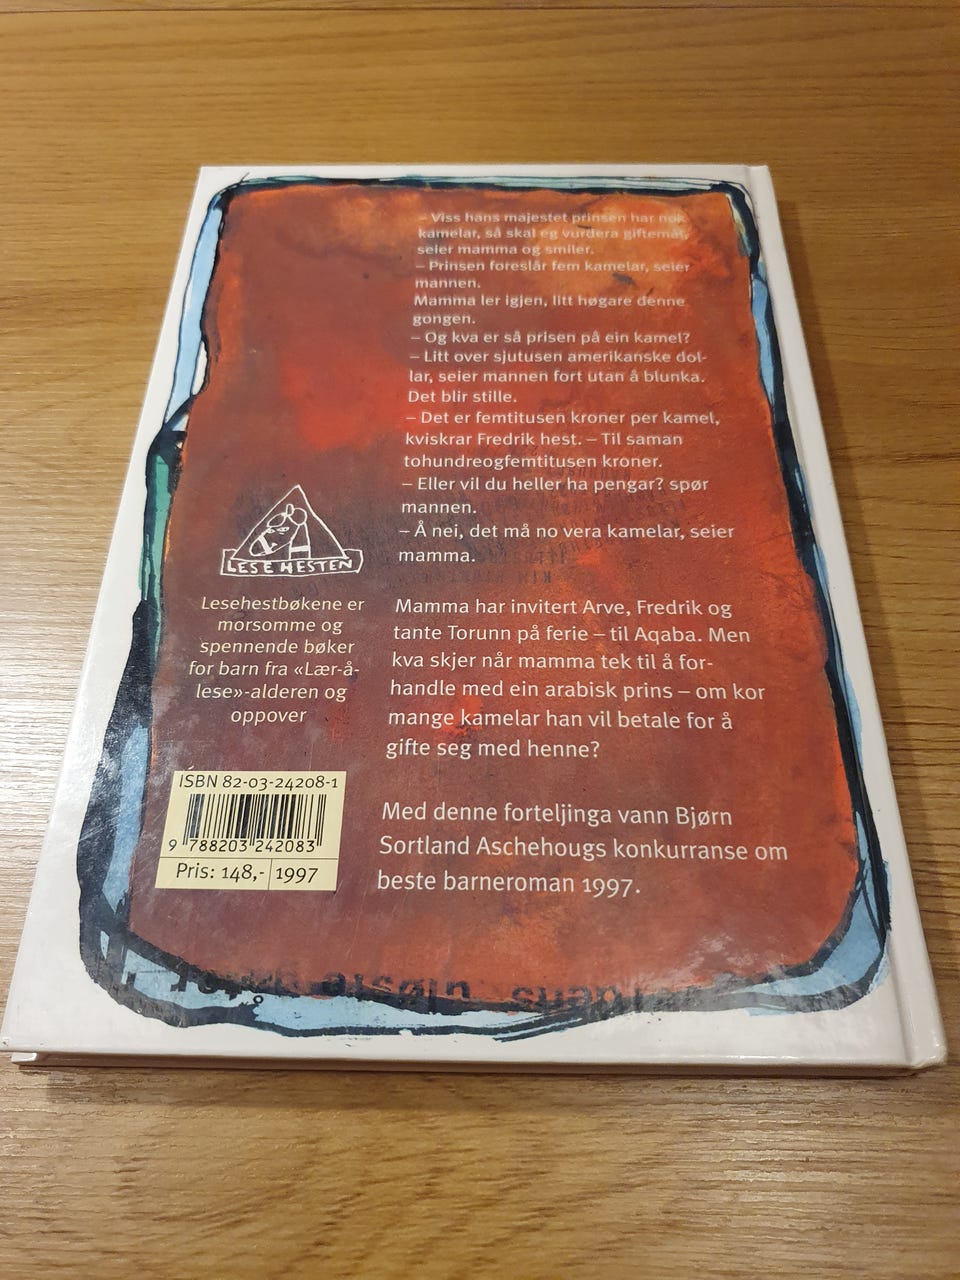 – Viss hans majestet prinsen har nok
kamelar, så skal eg vurdera giftemål,
seier mamma og smiler.
– Prinsen foreslår fem kamelar, seier
mannen.
Mamma ler igjen, litt høgare denne
gongen.
– Og kva er så prisen på ein kamel?
– Litt over sjutusen amerikanske dol-
lar, seier mannen fort utan å blunka.
Det blir stille.
– Det er femtitusen kroner per kamel,
kviskrar Fredrik hest. – Til saman
tohundreogfemtitusen kroner.
– Eller vil du heller ha pengar? spør
mannen.
– Å nei, det må no vera kamelar, seier
mamma.
LESEHESTEN
Lesehestbøkene er
morsomme og
spennende bøker
for barn fra «Lær-å-
lese»-alderen og
oppover
Mamma har invitert Arve, Fredrik og
tante Torunn på ferie – til Aqaba. Men
kva skjer når mamma tek til å for-
handle med ein arabisk prins – om kor
mange kamelar han vil betale for å
gifte seg med henne?
ISBN 82-03-24208-1
9 788203 242083
Pris: 148,- 1997
Med denne forteljinga vann Bjørn
Sortland Aschehougs konkurranse om
beste barneroman 1997.